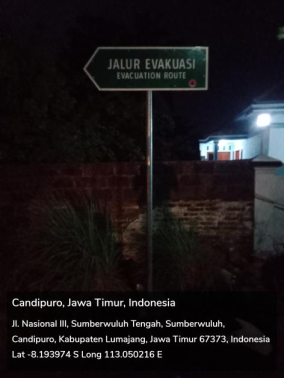 JALUR EVAKUASI
EVACUATION ROUTE
Candipuro, Jawa Timur, Indonesia
Jl. Nasional III, Sumberwuluh Tengah, Sumberwuluh,
Candipuro, Kabupaten Lumajang, Jawa Timur 67373, Indonesia
Lat -8.193974 S Long 113.050216 E